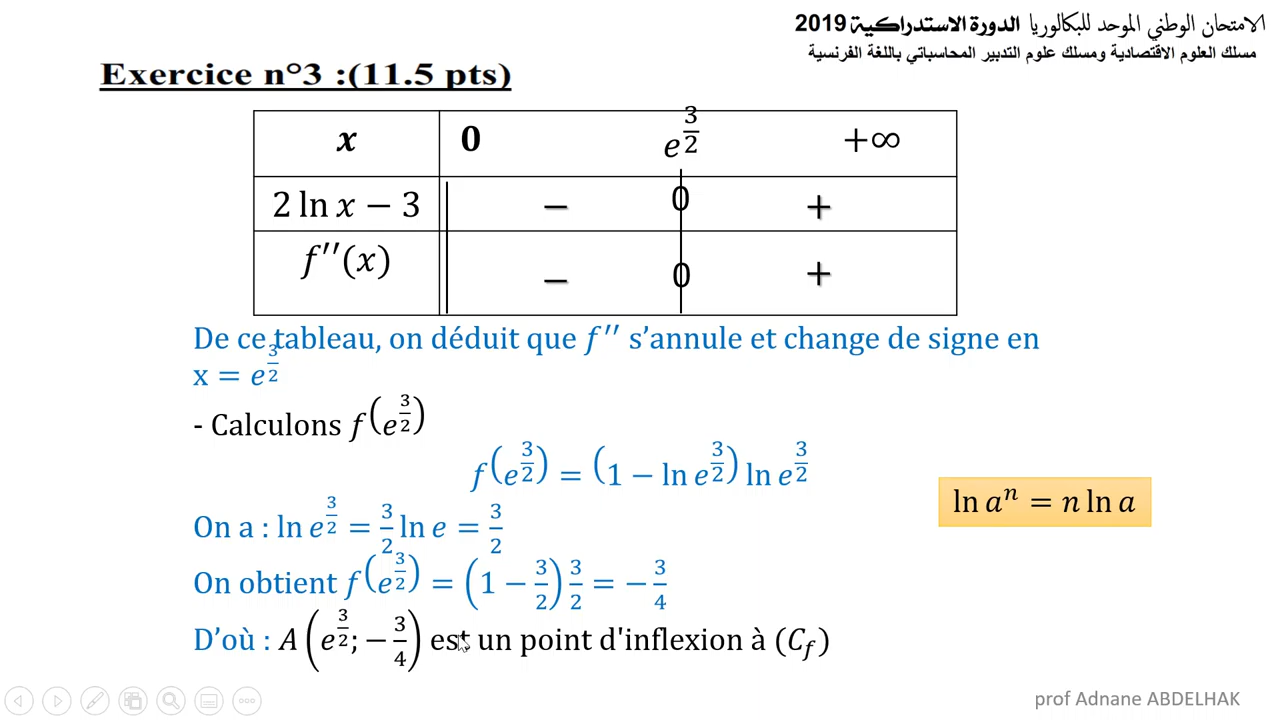 الامتحان الوطني الموحد للبكالوريا الدورة الاستدراكية 2019
مسلك العلوم الاقتصادية ومسلك علوم التدبير المحاسباتي باللغة الفرنسية
Exercice n°3 :(11.5 pts)
x 0 e^{3/2} +∞
2 ln x − 3 − 0 +
f′′(x) − 0 +
De ce tableau, on déduit que f′′ s’annule et change de signe en
x = e^{3/2}
- Calculons f(e^{3/2})
f(e^{3/2}) = (1 − ln e^{3/2}) ln e^{3/2}
ln aⁿ = n ln a
On a : ln e^{3/2} = 3/2 ln e = 3/2
On obtient f(e^{3/2}) = (1 − 3/2) 3/2 = − 3/4
D’où : A(e^{3/2}; − 3/4) est un point d'inflexion à (C_f)
prof Adnane ABDELHAK